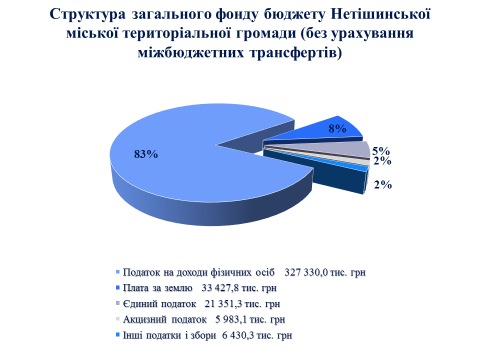 Структура загального фонду бюджету Нетішинської
міської територіальної громади (без урахування
міжбюджетних трансфертів)
8%
83%
5%
2%
2%
Податок на доходи фізичних осіб 327 330,0 тис. грн
Плата за землю 33 427,8 тис. грн
Єдиний податок 21 351,3 тис. грн
Акцизний податок 5 983,1 тис. грн
Інші податки і збори 6 430,3 тис. грн